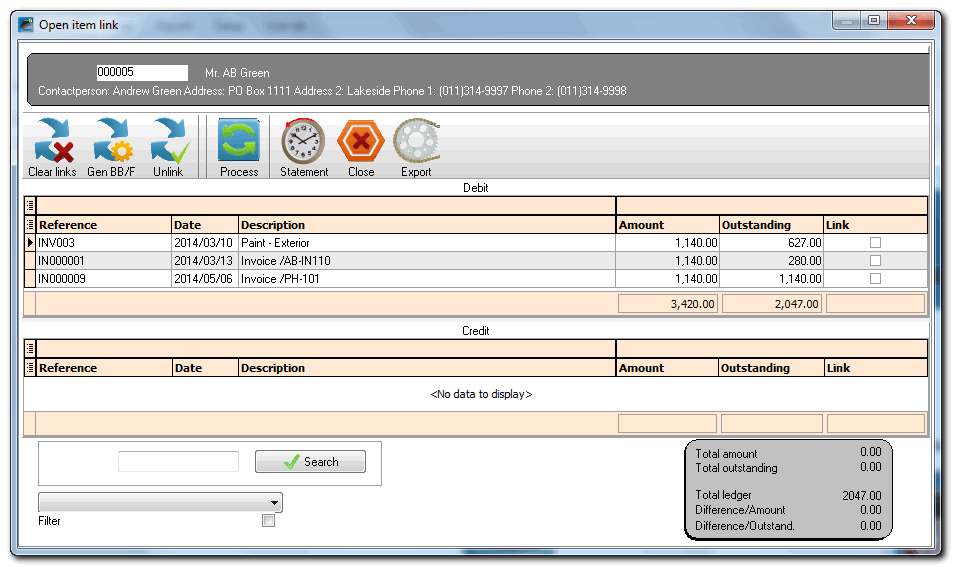 Open item link
000005 Mr. AB Green
Contactperson: Andrew Green Address: PO Box 1111 Address 2: Lakeside Phone 1: (011)314-9997 Phone 2: (011)314-9998
Clear links Gen BB/F Unlink Process Statement Close Export
Debit
Reference Date Description Amount Outstanding Link
INV003 2014/03/10 Paint - Exterior 1,140.00 627.00
IN000001 2014/03/13 Invoice /AB-IN110 1,140.00 280.00
IN000009 2014/05/06 Invoice /PH-101 1,140.00 1,140.00
3,420.00 2,047.00
Credit
Reference Date Description Amount Outstanding Link
<No data to display>
Search
Filter
Total amount 0.00
Total outstanding 0.00
Total ledger 2047.00
Difference/Amount 0.00
Difference/Outstand. 0.00